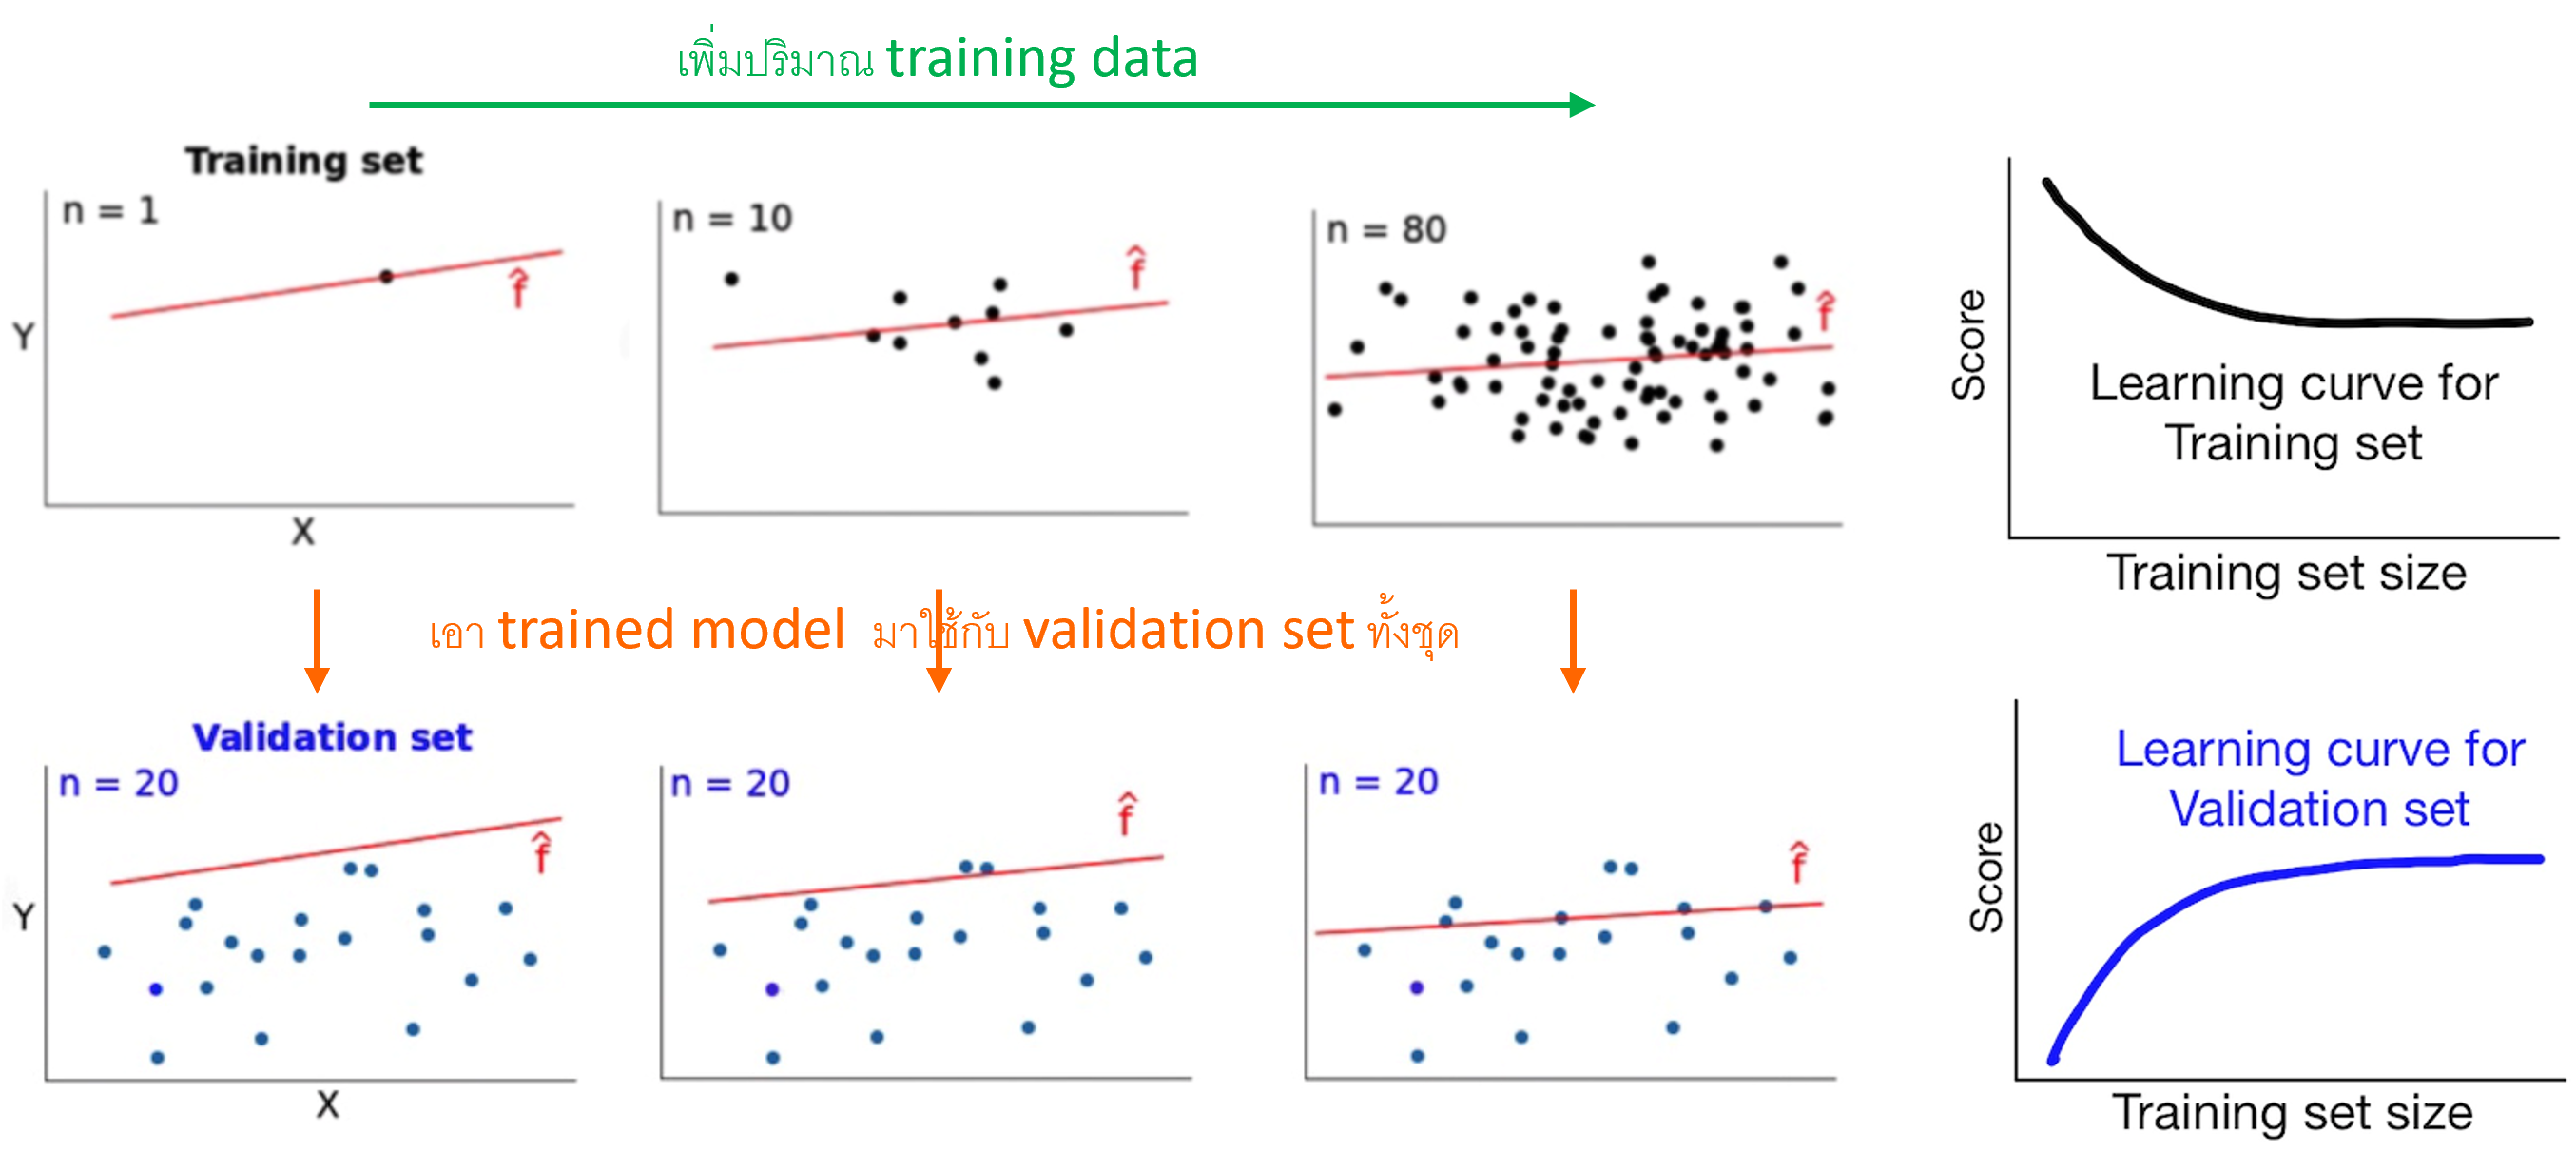 เพิ่มปริมาณ training data
Training set
n = 1
n = 10
n = 80
f̂
f̂
f̂
Y
X
Score
Learning curve for
Training set
Training set size
เอา trained model มาใช้กับ validation set ทั้งชุด
Validation set
n = 20
n = 20
n = 20
f̂
f̂
f̂
Y
X
Score
Learning curve for
Validation set
Training set size